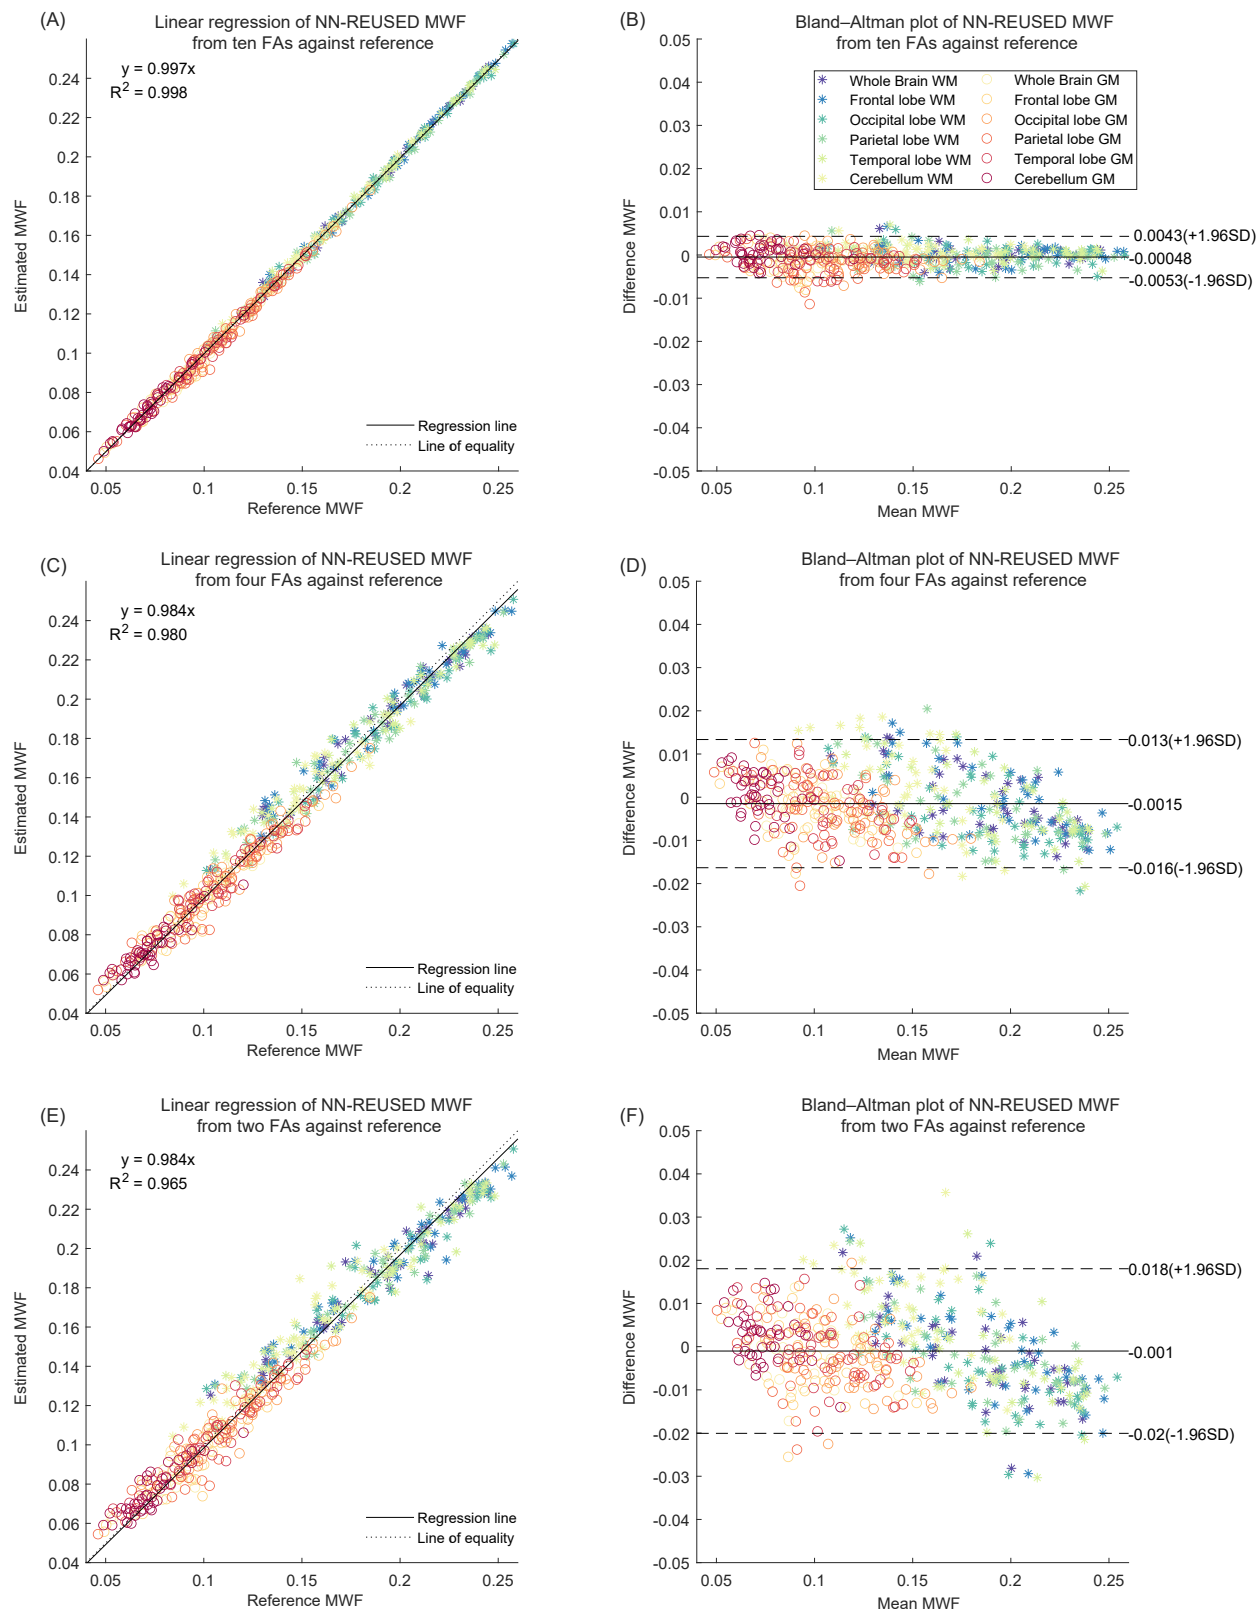 (A)
Linear regression of NN-REUSED MWF
from ten FAs against reference
y = 0.997x
R2 = 0.998
0.24
0.22
0.2
0.18
0.16
0.14
0.12
0.1
0.08
0.06
0.04
Estimated MWF
Regression line
Line of equality
0.05 0.1 0.15 0.2 0.25
Reference MWF
(B)
Bland–Altman plot of NN-REUSED MWF
from ten FAs against reference
0.05
0.04
0.03
0.02
0.01
0
-0.01
-0.02
-0.03
-0.04
-0.05
Difference MWF
Whole Brain WM
Frontal lobe WM
Occipital lobe WM
Parietal lobe WM
Temporal lobe WM
Cerebellum WM
Whole Brain GM
Frontal lobe GM
Occipital lobe GM
Parietal lobe GM
Temporal lobe GM
Cerebellum GM
0.0043(+1.96SD)
-0.00048
-0.0053(-1.96SD)
0.05 0.1 0.15 0.2 0.25
Mean MWF
(C)
Linear regression of NN-REUSED MWF
from four FAs against reference
y = 0.984x
R2 = 0.980
0.24
0.22
0.2
0.18
0.16
0.14
0.12
0.1
0.08
0.06
0.04
Estimated MWF
Regression line
Line of equality
0.05 0.1 0.15 0.2 0.25
Reference MWF
(D)
Bland–Altman plot of NN-REUSED MWF
from four FAs against reference
0.05
0.04
0.03
0.02
0.01
0
-0.01
-0.02
-0.03
-0.04
-0.05
Difference MWF
0.013(+1.96SD)
-0.0015
-0.016(-1.96SD)
0.05 0.1 0.15 0.2 0.25
Mean MWF
(E)
Linear regression of NN-REUSED MWF
from two FAs against reference
y = 0.984x
R2 = 0.965
0.24
0.22
0.2
0.18
0.16
0.14
0.12
0.1
0.08
0.06
0.04
Estimated MWF
Regression line
Line of equality
0.05 0.1 0.15 0.2 0.25
Reference MWF
(F)
Bland–Altman plot of NN-REUSED MWF
from two FAs against reference
0.05
0.04
0.03
0.02
0.01
0
-0.01
-0.02
-0.03
-0.04
-0.05
Difference MWF
0.018(+1.96SD)
-0.001
-0.02(-1.96SD)
0.05 0.1 0.15 0.2 0.25
Mean MWF